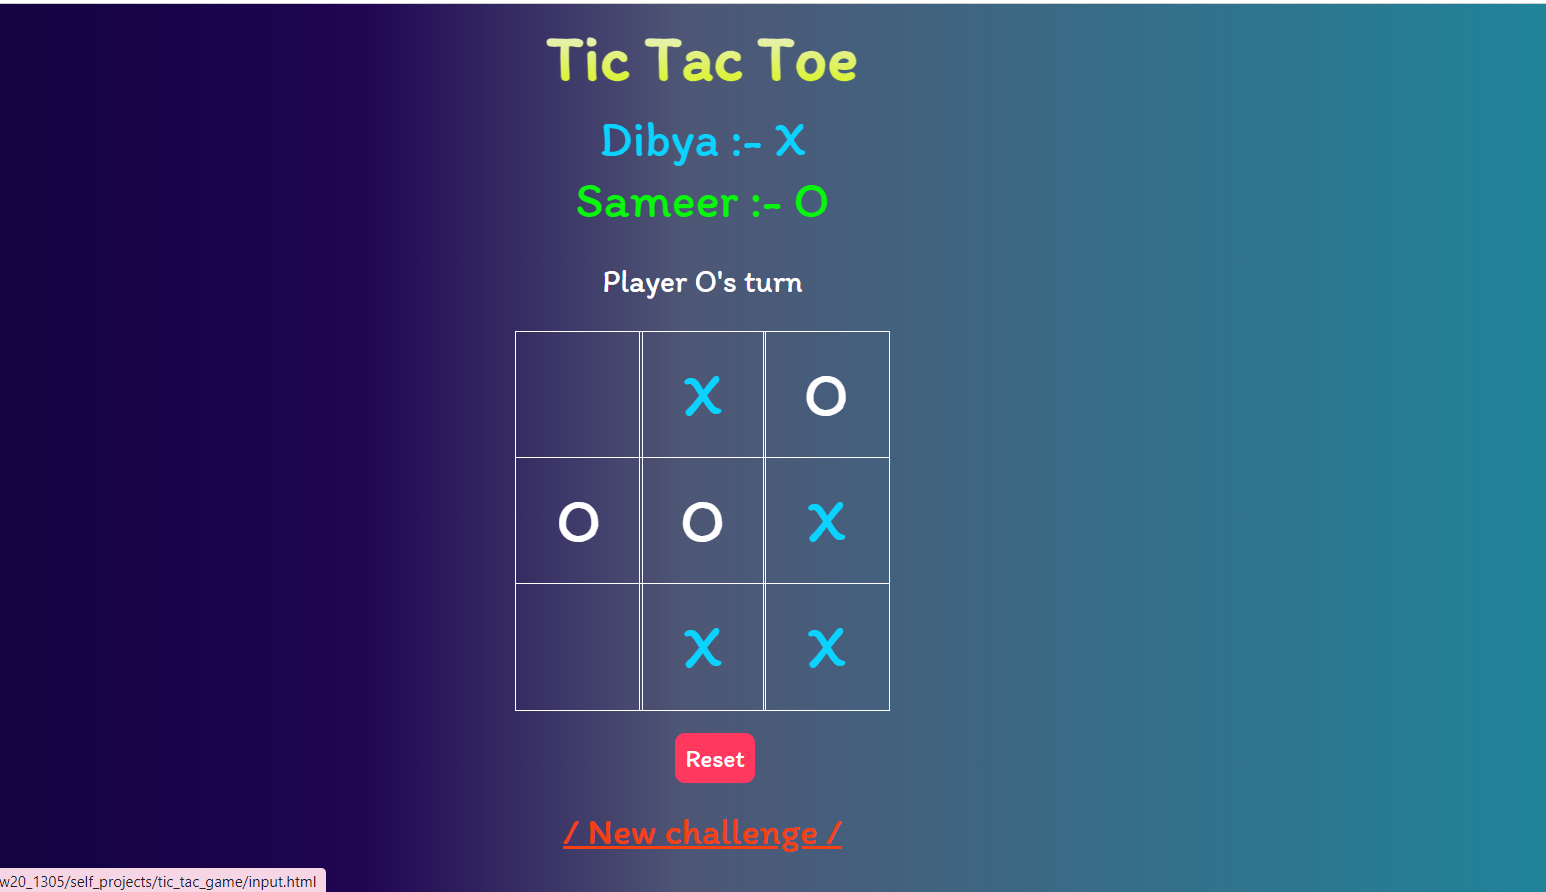 Tic Tac Toe
Dibya :- X
Sameer :- O
Player O's turn
X O
O O X
X X
Reset
/ New challenge /
w20_1305/self_projects/tic_tac_game/input.html